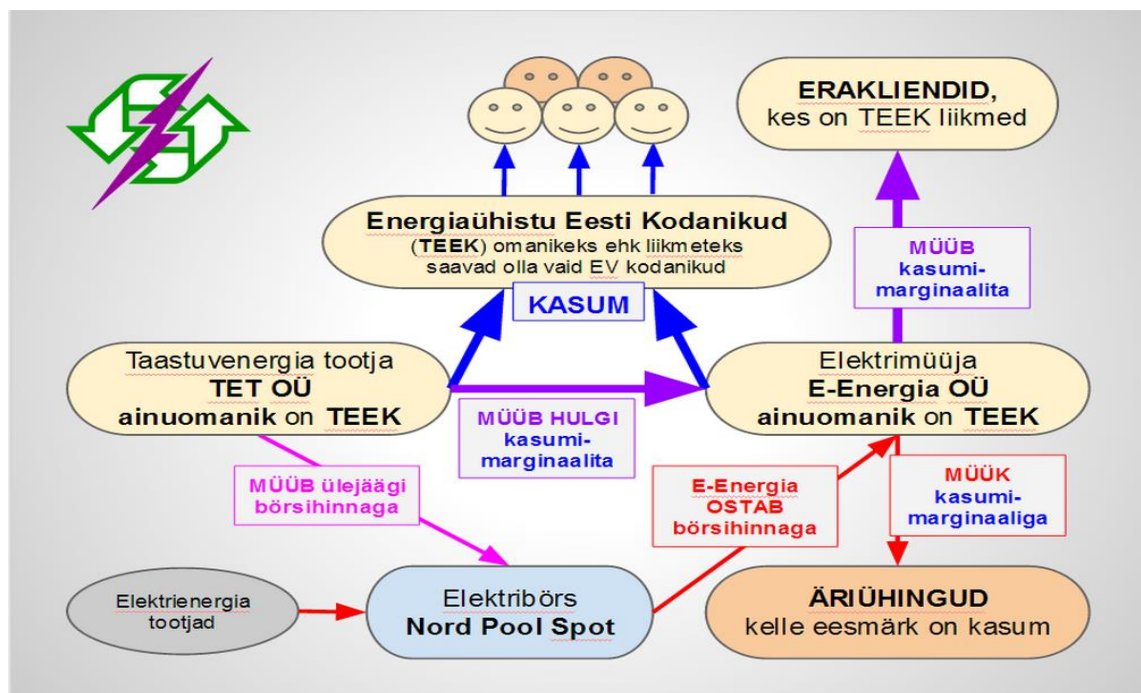 ERAKLIENDID,
kes on TEEK liikmed
Energiaühistu Eesti Kodanikud
(TEEK) omanikeks ehk liikmeteks
saavad olla vaid EV kodanikud
MÜÜB
kasumi-
marginaalita
KASUM
Taastuvenergia tootja
TET OÜ
ainuomanik on TEEK
Elektrimüüja
E-Energia OÜ
ainuomanik on TEEK
MÜÜB HULGI
kasumi-
marginaalita
MÜÜB ülejäägi
börsihinnaga
E-Energia
OSTAB
börsihinnaga
MÜÜK
kasumi-
marginaaliga
Elektrienergia
tootjad
Elektribörs
Nord Pool Spot
ÄRIÜHINGUD
kelle eesmärk on kasum